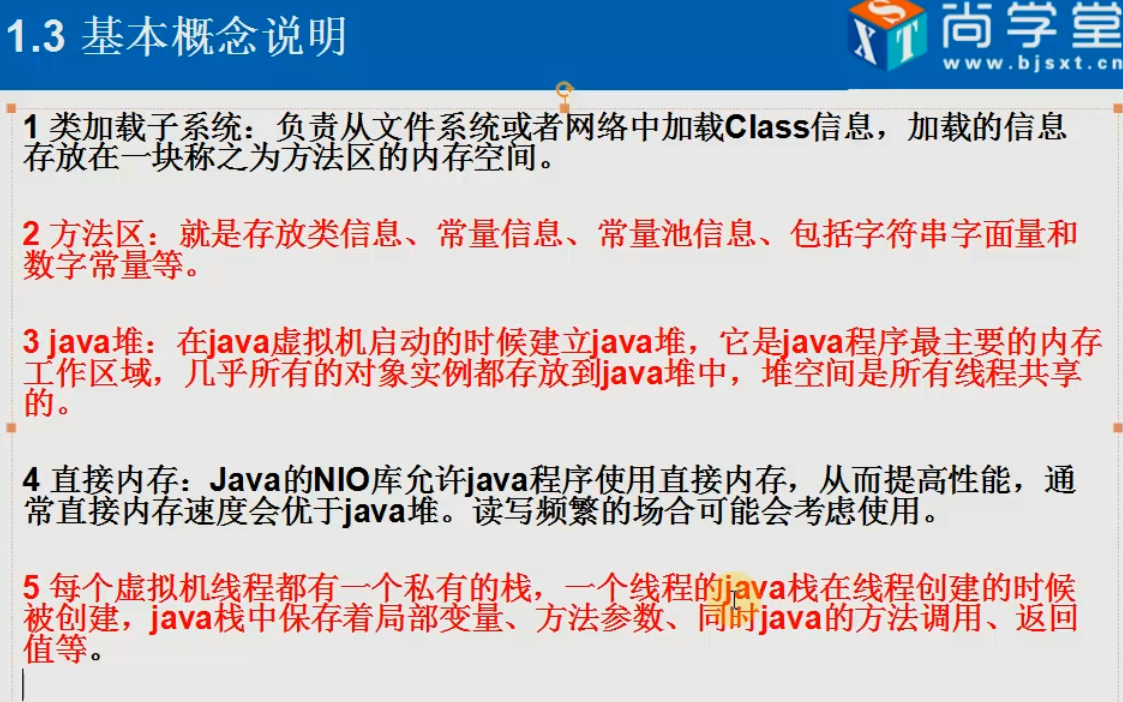 1.3 基本概念说明
XST
尚学堂
www.bjsxt.cn
1 类加载子系统：负责从文件系统或者网络中加载Class信息，加载的信息
存放在一块称之为方法区的内存空间。
2 方法区：就是存放类信息、常量信息、常量池信息、包括字符串字面量和
数字常量等。
3 java堆：在java虚拟机启动的时候建立java堆，它是java程序最主要的内存
工作区域，几乎所有的对象实例都存放到java堆中，堆空间是所有线程共享
的。
4 直接内存：Java的NIO库允许java程序使用直接内存，从而提高性能，通
常直接内存速度会优于java堆。读写频繁的场合可能会考虑使用。
5 每个虚拟机线程都有一个私有的栈，一个线程的java栈在线程创建的时候
被创建，java栈中保存着局部变量、方法参数、同时java的方法调用、返回
值等。